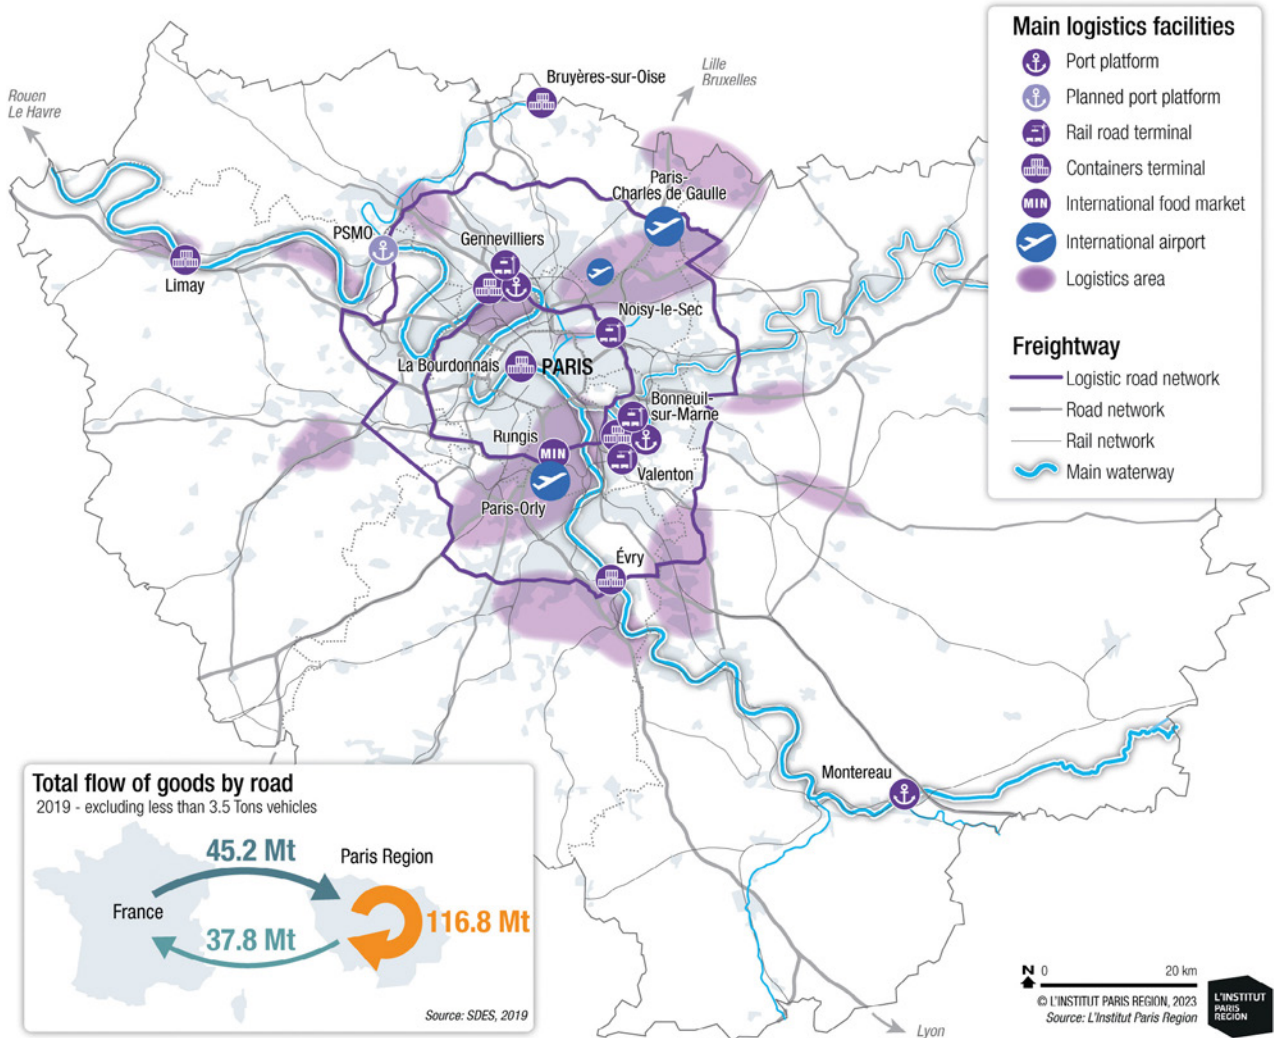 Main logistics facilities
Port platform
Planned port platform
Rail road terminal
Containers terminal
MIN
International food market
International airport
Logistics area
Freightway
Logistic road network
Road network
Rail network
Main waterway
Rouen
Le Havre
Lille
Bruxelles
Bruyères-sur-Oise
Paris-
Charles de Gaulle
PSMO
Gennevilliers
Limay
Noisy-le-Sec
La Bourdonnais
PARIS
Bonneuil-
sur-Marne
Rungis
MIN
Valenton
Paris-Orly
Évry
Montereau
Lyon
Total flow of goods by road
2019 - excluding less than 3.5 Tons vehicles
45.2 Mt
Paris Region
France
116.8 Mt
37.8 Mt
Source: SDES, 2019
N
0
20 km
© L'INSTITUT PARIS REGION, 2023
Source: L'Institut Paris Region
L'INSTITUT
PARIS
REGION